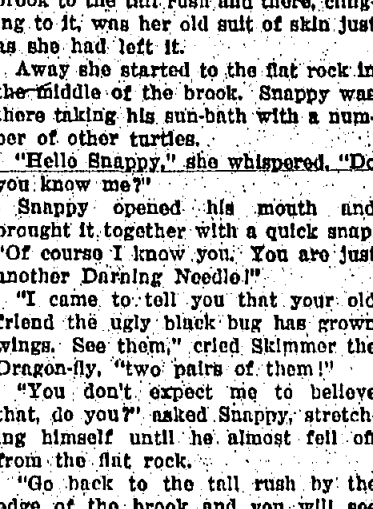 brook to the tall rush and there, cling-
ng to it, was her old suit of skin just
as she had left it.
Away she started to the flat rock in
the middle of the brook. Snappy was
there taking his sun-bath with a num-
ber of other turtles.
"Hello Snappy," she whispered. "Do
you know me?"
Snappy opened his mouth and
brought it together with a quick snap
"Of course I know you. You are just
another Darning Needle!"
"I came to tell you that your old
friend the ugly black bug has grown
wings. See them," cried Skimmer the
Dragon-fly, "two pairs of them!"
"You don't expect me to believe
that, do you?" asked Snappy, stretch-
ng himself until he almost fell off
from the flat rock.
"Go back to the tall rush by the
edge of the brook and you will see